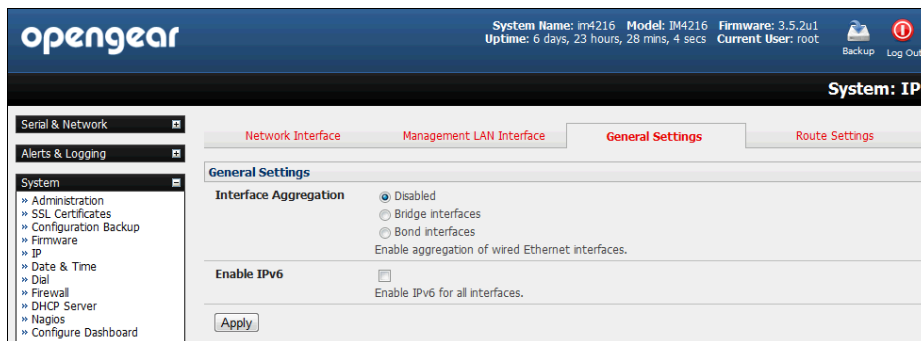 opengear
System Name: im4216 Model: IM4216 Firmware: 3.5.2u1
Uptime: 6 days, 23 hours, 28 mins, 4 secs Current User: root
Backup
Log Out
System: IP
Serial & Network
Alerts & Logging
System
» Administration
» SSL Certificates
» Configuration Backup
» Firmware
» IP
» Date & Time
» Dial
» Firewall
» DHCP Server
» Nagios
» Configure Dashboard
Network Interface
Management LAN Interface
General Settings
Route Settings
General Settings
Interface Aggregation
Disabled
Bridge interfaces
Bond interfaces
Enable aggregation of wired Ethernet interfaces.
Enable IPv6
Enable IPv6 for all interfaces.
Apply